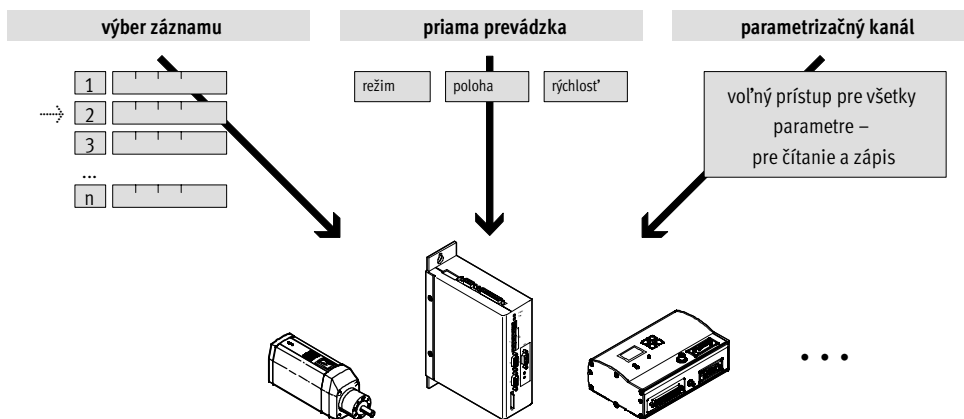 výber záznamu
1
2
3
...
n
priama prevádzka
režim
poloha
rýchlosť
parametrizačný kanál
voľný prístup pre všetky
parametre –
pre čítanie a zápis